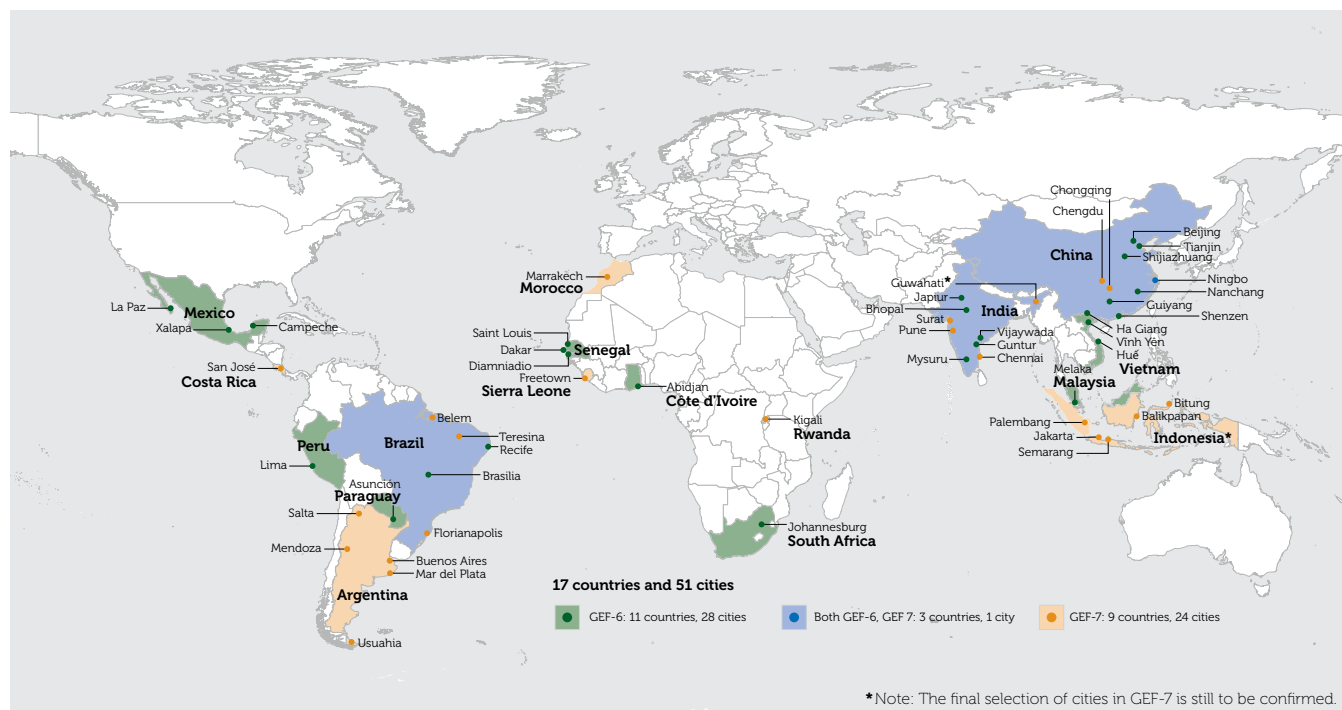 Chongqing
Chengdu
Beijing
Tianjin
Shijiazhuang
China
Ningbo
Nanchang
Guiyang
Shenzen
Ha Giang
Vĩnh Yên
Huế
Vietnam
Guwahati*
Japiur
Bhopal
India
Surat
Pune
Vijaywada
Guntur
Chennai
Mysuru
Melaka
Malaysia
Bitung
Balikpapan
Palembang
Jakarta
Semarang
Indonesia*
Marrakech
Morocco
Saint Louis
Dakar
Senegal
Diamniadio
Freetown
Sierra Leone
Abidjan
Côte d'Ivoire
Kigali
Rwanda
Johannesburg
South Africa
La Paz
Mexico
Xalapa
Campeche
San José
Costa Rica
Belem
Teresina
Recife
Brazil
Brasilia
Peru
Lima
Asunción
Paraguay
Salta
Florianapolis
Mendoza
Buenos Aires
Mar del Plata
Argentina
Usuahia
17 countries and 51 cities
GEF-6: 11 countries, 28 cities
Both GEF-6, GEF 7: 3 countries, 1 city
GEF-7: 9 countries, 24 cities
*Note: The final selection of cities in GEF-7 is still to be confirmed.